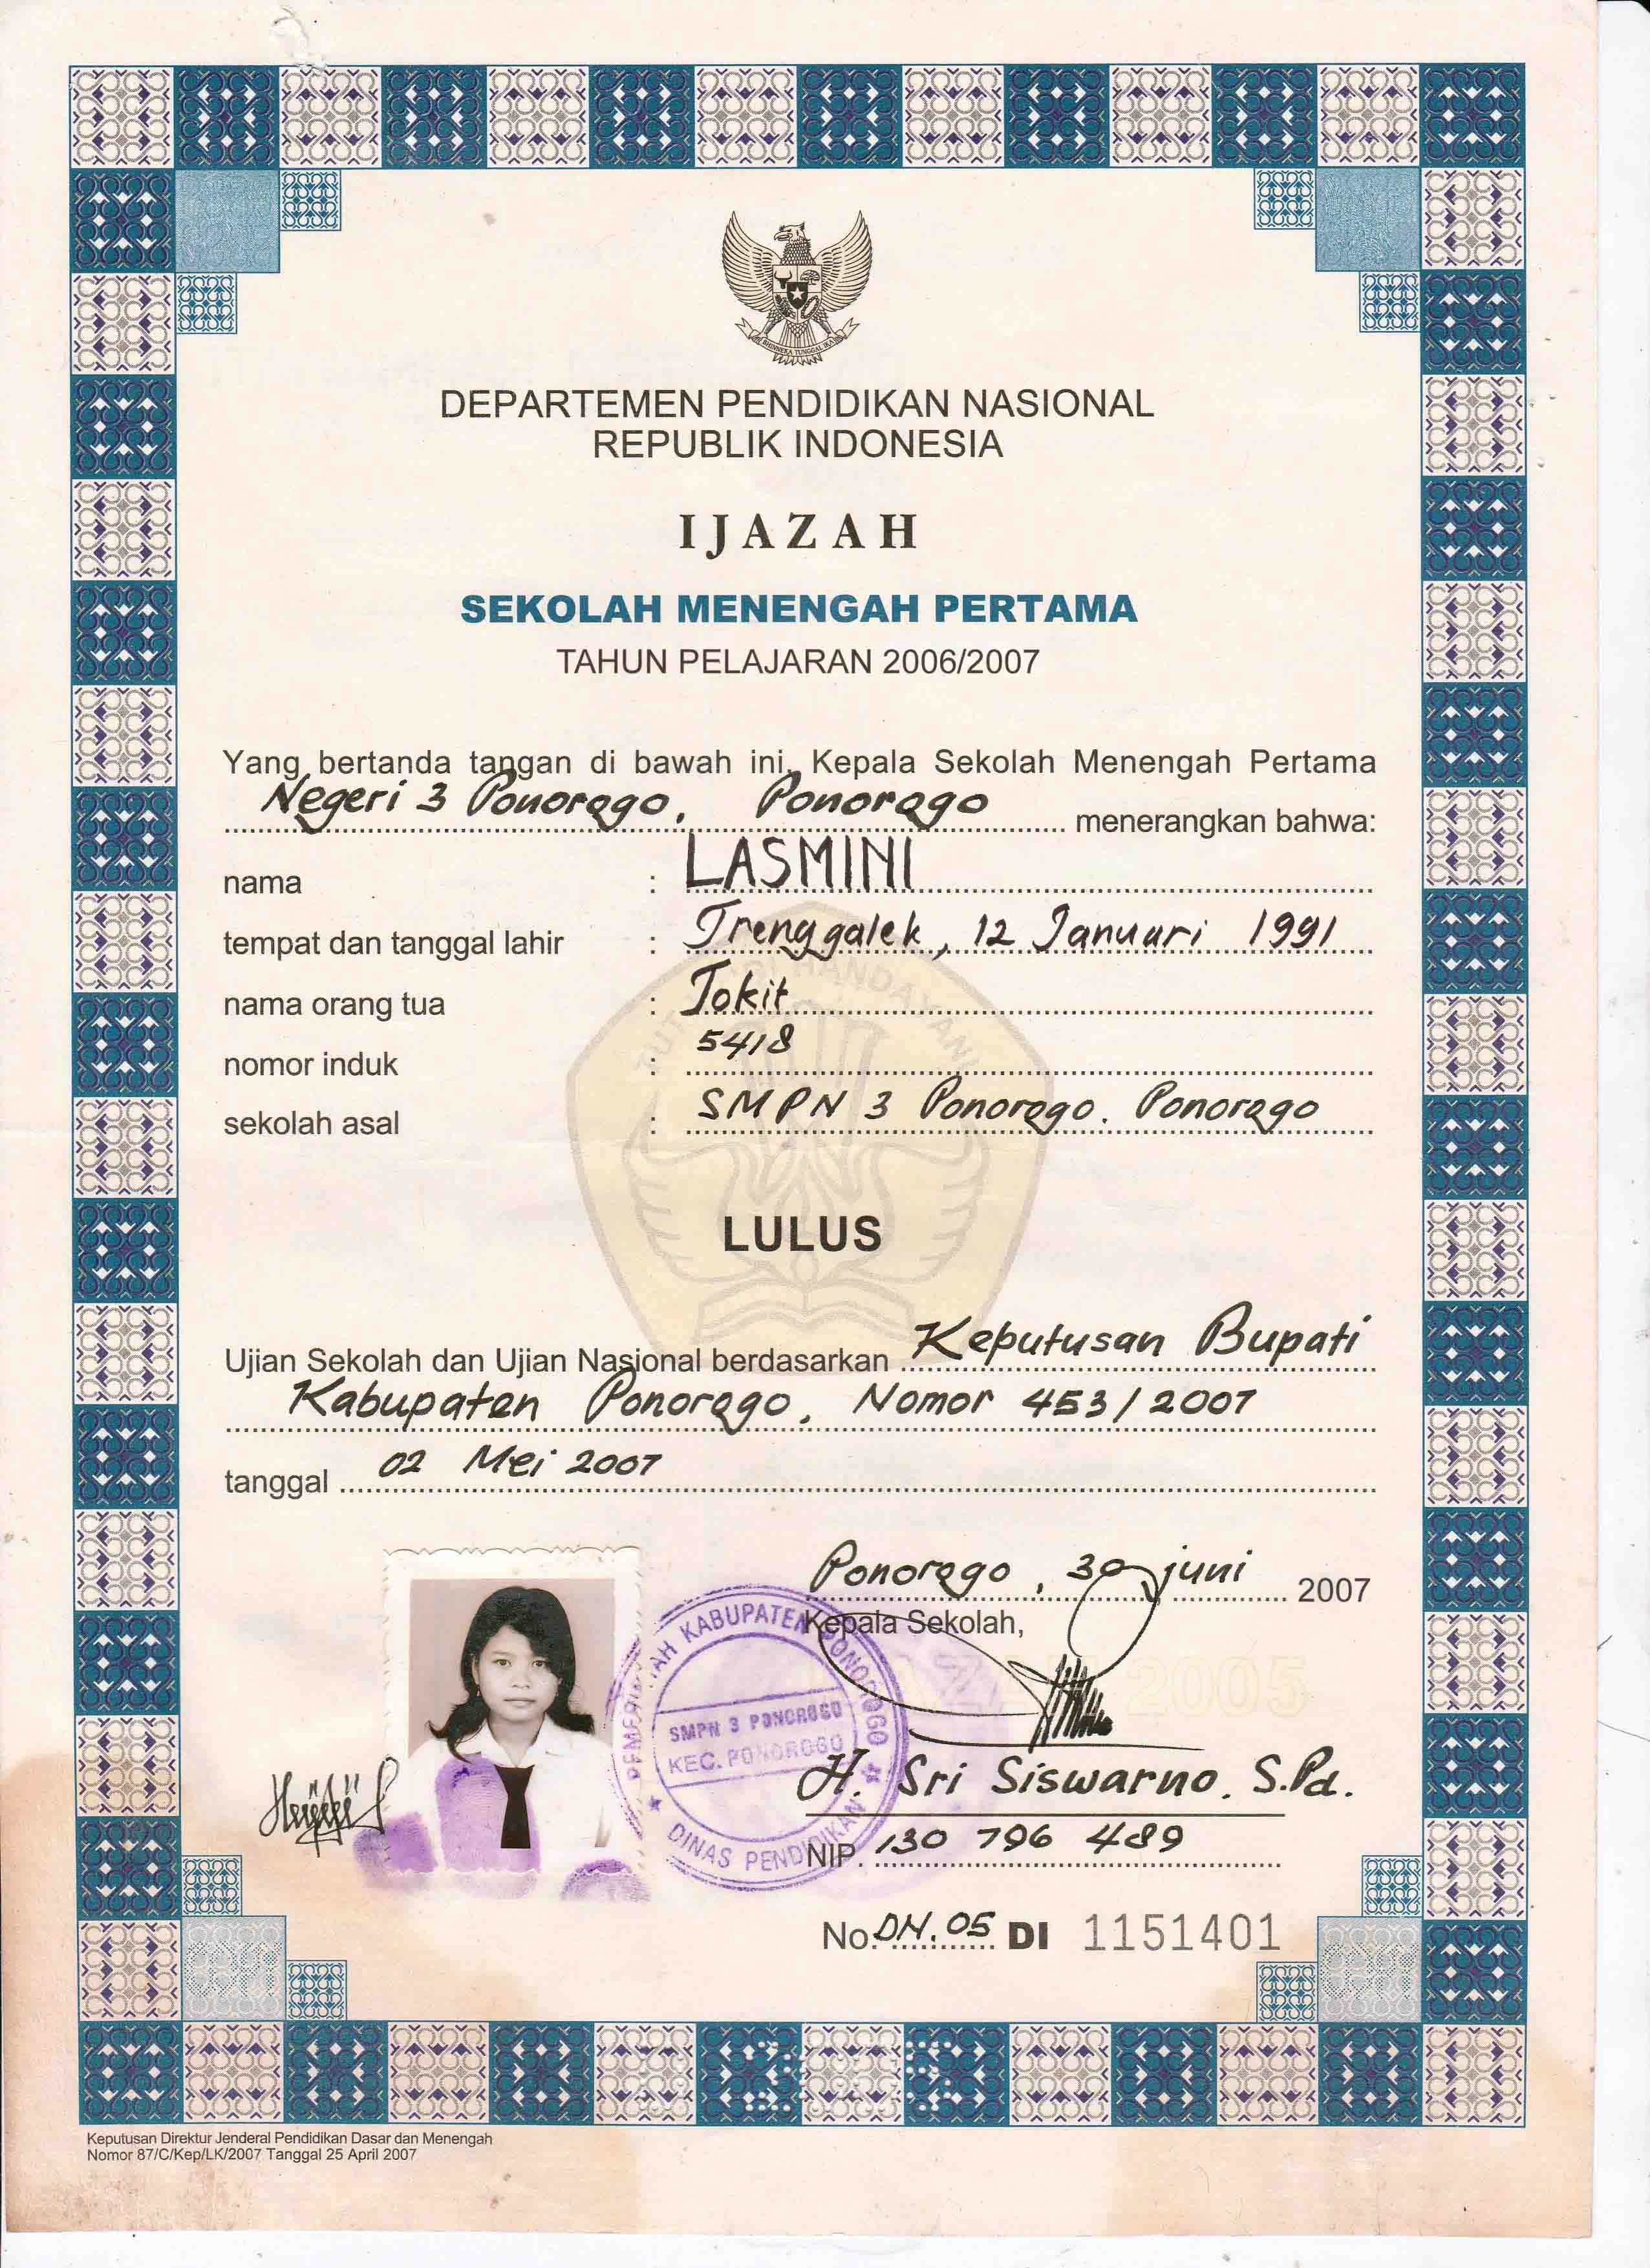 DEPARTEMEN PENDIDIKAN NASIONAL
REPUBLIK INDONESIA
IJAZAH
SEKOLAH MENENGAH PERTAMA
TAHUN PELAJARAN 2006/2007
Yang bertanda tangan di bawah ini, Kepala Sekolah Menengah Pertama
Negeri 3 Ponorogo, Ponorogo menerangkan bahwa:
nama : LASMINI
tempat dan tanggal lahir : Trenggalek, 12 Januari 1991
nama orang tua : Tokit
nomor induk : 5418
sekolah asal : SMPN 3 Ponorogo. Ponorogo
LULUS
Ujian Sekolah dan Ujian Nasional berdasarkan Keputusan Bupati
Kabupaten Ponorogo, Nomor 453/2007
tanggal 02 Mei 2007
Ponorogo, 30 juni 2007
Kepala Sekolah,
KABUPATEN PONOROGO
SMPN 3 PONOROGO
KEC. PONOROGO
DINAS PENDIDIKAN
H. Sri Siswarno, S.Pd.
NIP. 130 796 489
No. DN. 05 DI 1151401
Keputusan Direktur Jenderal Pendidikan Dasar dan Menengah
Nomor 87/C/Kep/LK/2007 Tanggal 25 April 2007